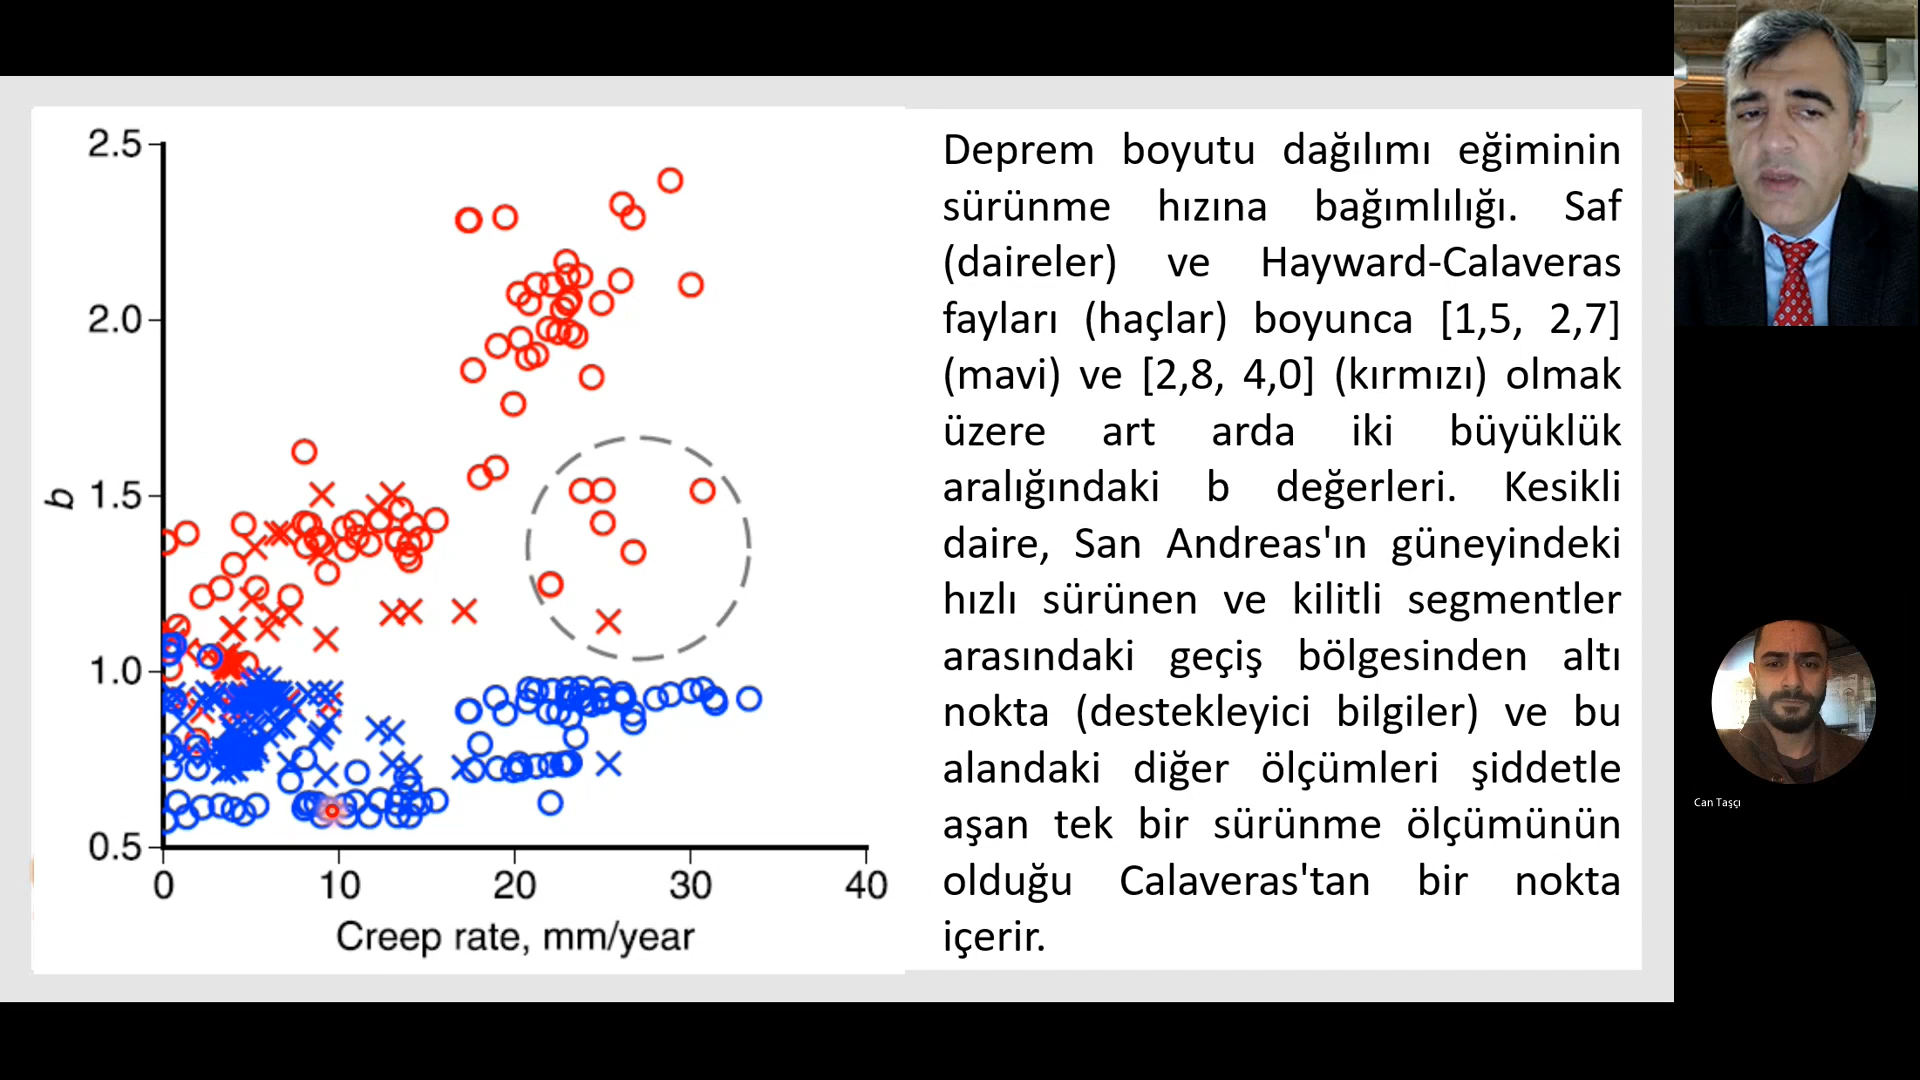 2.5
2.0
1.5
1.0
0.5
b
0 10 20 30 40
Creep rate, mm/year
Deprem boyutu dağılımı eğiminin
sürünme hızına bağımlılığı. Saf
(daireler) ve Hayward-Calaveras
fayları (haçlar) boyunca [1,5, 2,7]
(mavi) ve [2,8, 4,0] (kırmızı) olmak
üzere art arda iki büyüklük
aralığındaki b değerleri. Kesikli
daire, San Andreas'ın güneyindeki
hızlı sürünen ve kilitli segmentler
arasındaki geçiş bölgesinden altı
nokta (destekleyici bilgiler) ve bu
alandaki diğer ölçümleri şiddetle
aşan tek bir sürünme ölçümünün
olduğu Calaveras'tan bir nokta
içerir.
Can Taşçı